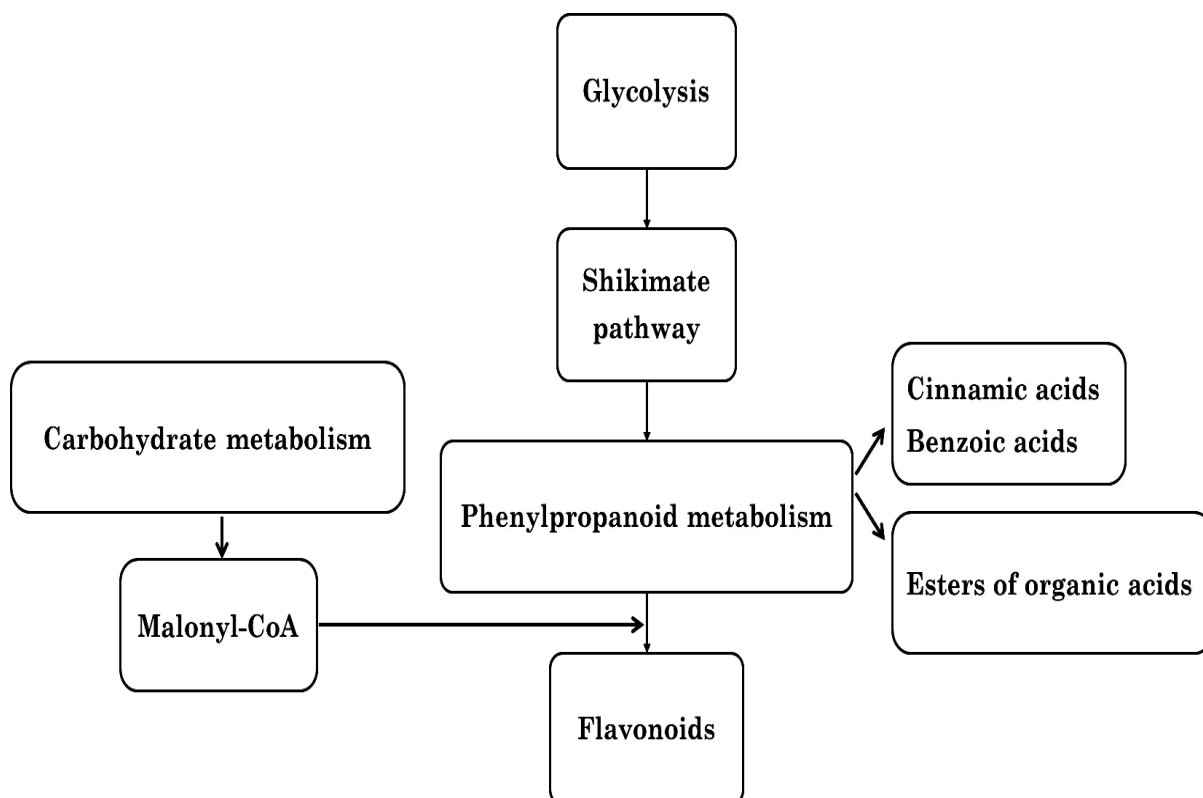 Glycolysis
Shikimate
pathway
Carbohydrate metabolism
Phenylpropanoid metabolism
Cinnamic acids
Benzoic acids
Esters of organic acids
Malonyl-CoA
Flavonoids